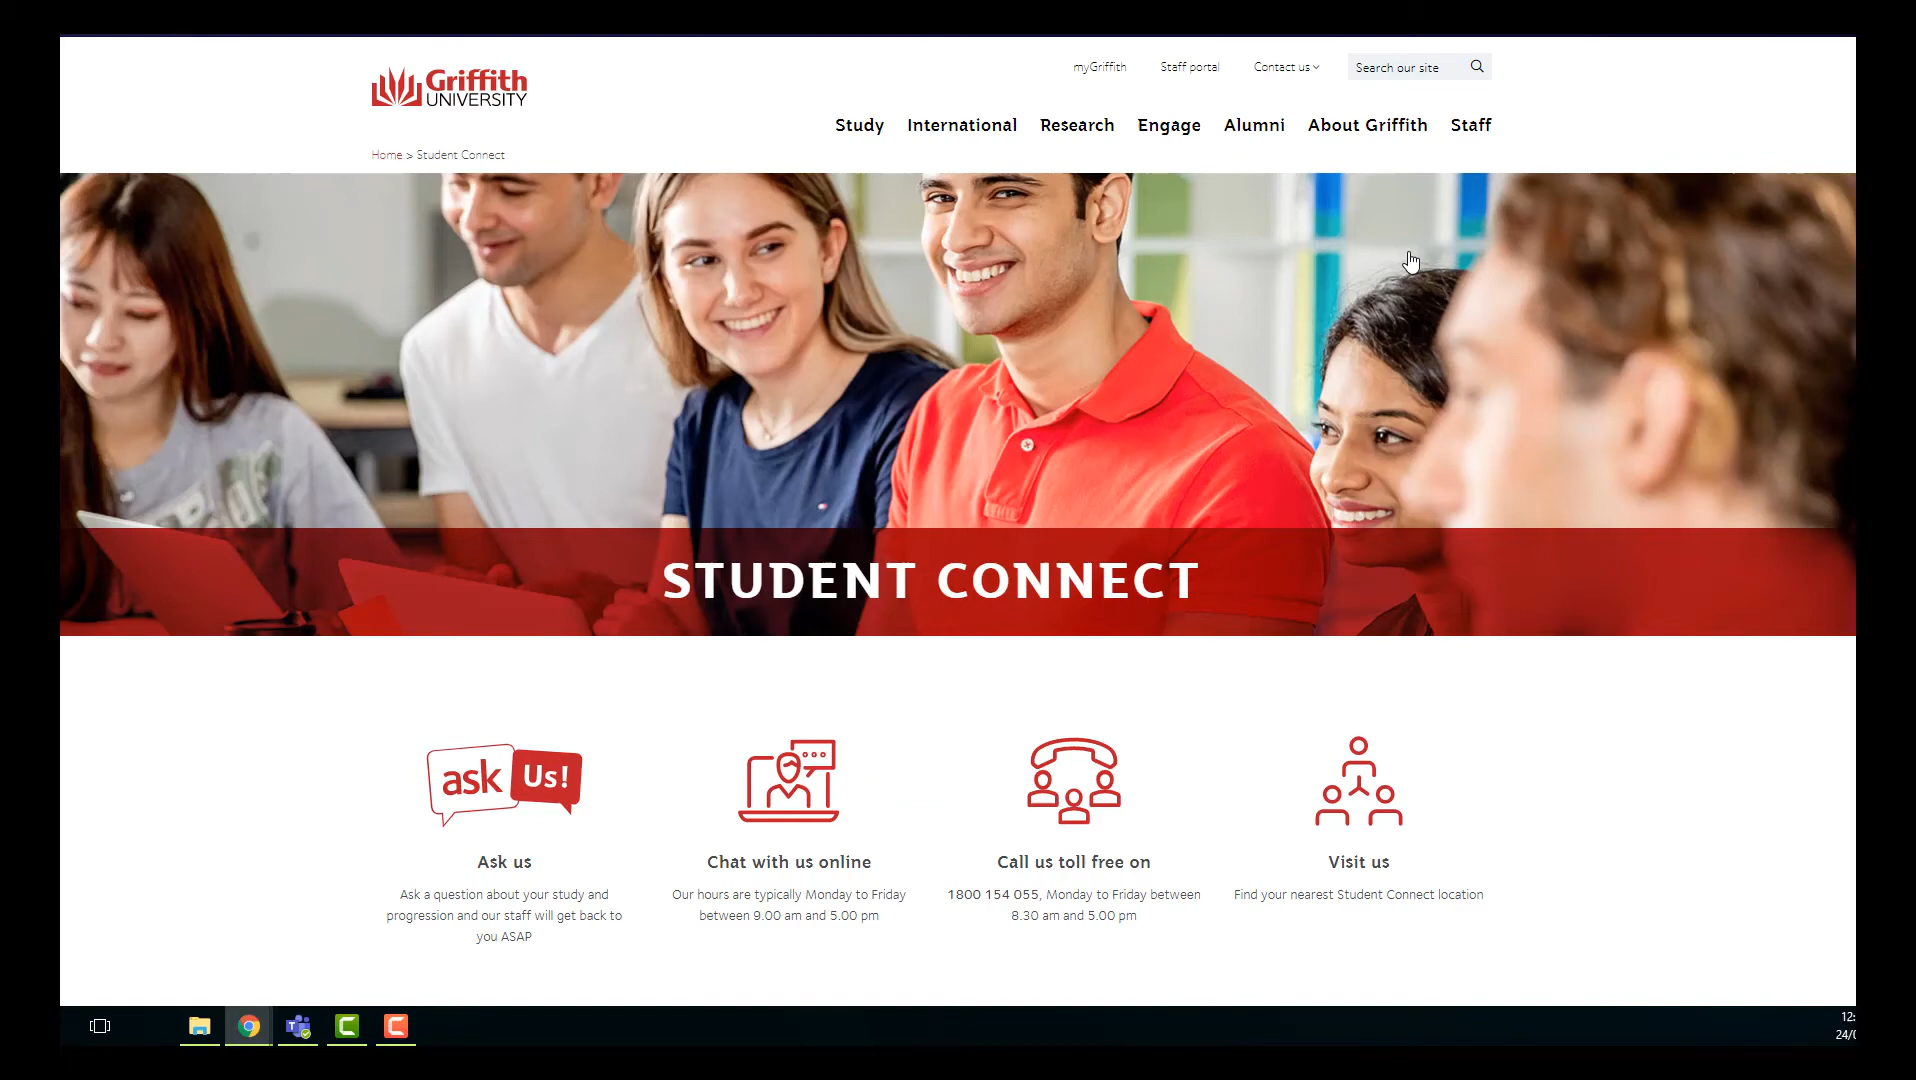 myGriffith Staff portal Contact us Search our site
Griffith
UNIVERSITY
Study International Research Engage Alumni About Griffith Staff
Home > Student Connect
STUDENT CONNECT
ask Us!
Ask us
Ask a question about your study and
progression and our staff will get back to
you ASAP
Chat with us online
Our hours are typically Monday to Friday
between 9.00 am and 5.00 pm
Call us toll free on
1800 154 055, Monday to Friday between
8.30 am and 5.00 pm
Visit us
Find your nearest Student Connect location
12:
24/0